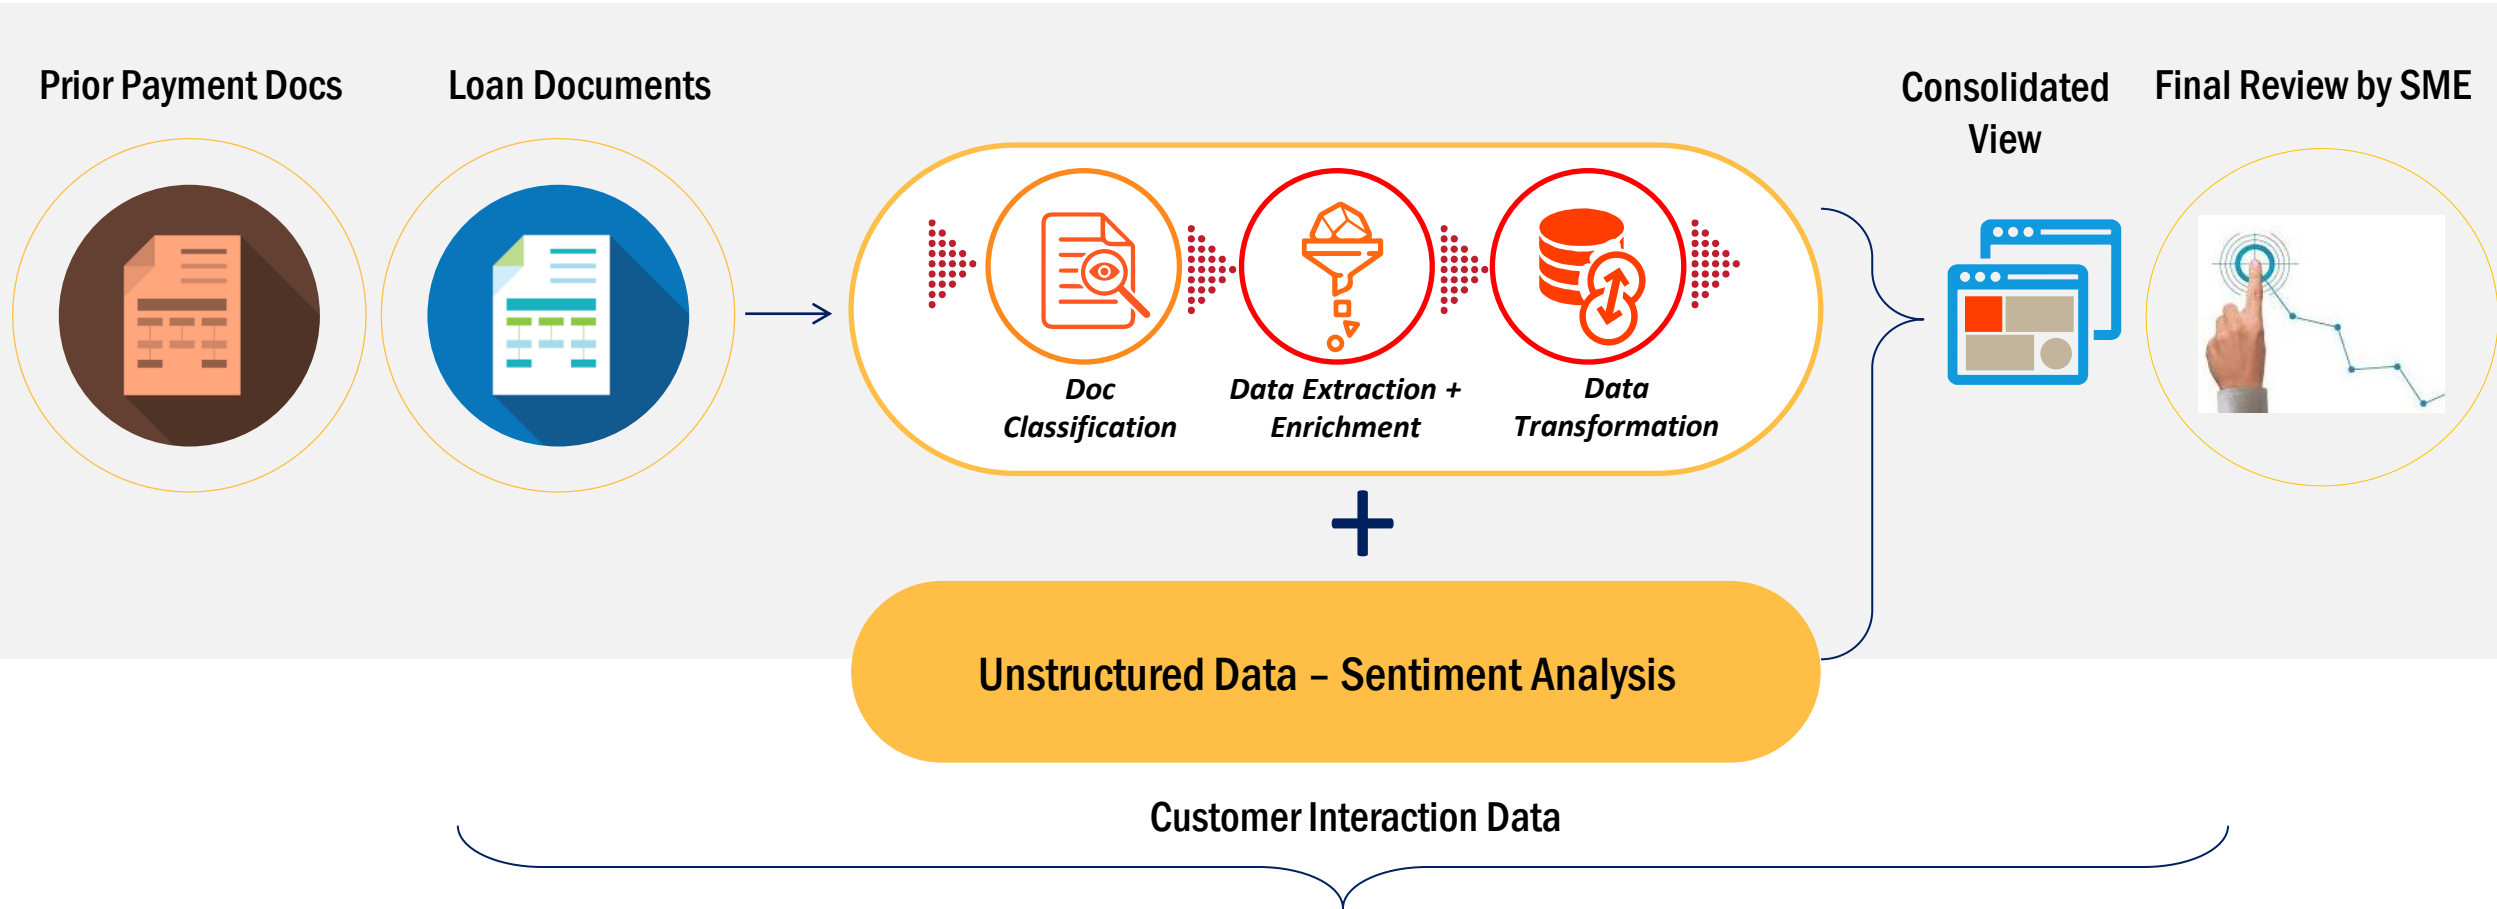 Prior Payment Docs
Loan Documents
Consolidated
View
Final Review by SME
Doc
Classification
Data Extraction +
Enrichment
Data
Transformation
+
Unstructured Data – Sentiment Analysis
Customer Interaction Data